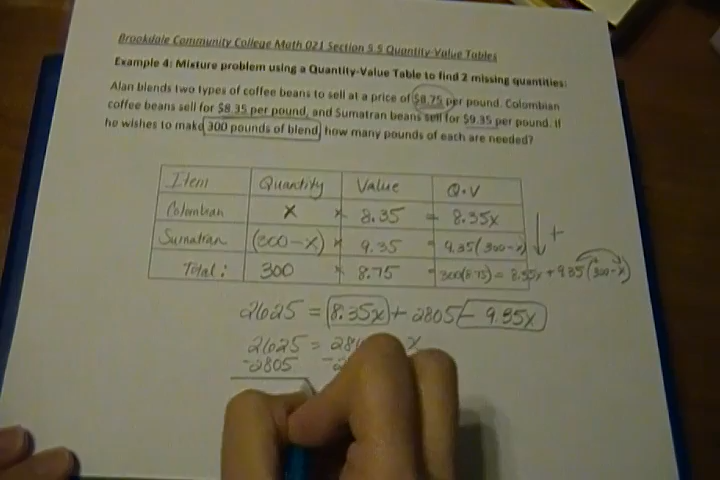 Brookdale Community College Math 021 Section 5.5 Quantity-Value Tables
Example 4: Mixture problem using a Quantity-Value Table to find 2 missing quantities:
Alan blends two types of coffee beans to sell at a price of $8.75 per pound. Colombian
coffee beans sell for $8.35 per pound, and Sumatran beans sell for $9.35 per pound. If
he wishes to make 300 pounds of blend, how many pounds of each are needed?
Item Quantity Value Q.V
Colombian x × 8.35 = 8.35x
Sumatran (300-x) × 9.35 = 9.35(300-x) +
Total: 300 × 8.75 = 300(8.75) = 8.35x + 9.35(300-x)
2625 = 8.35x + 2805 - 9.35x
2625 = x
-2805